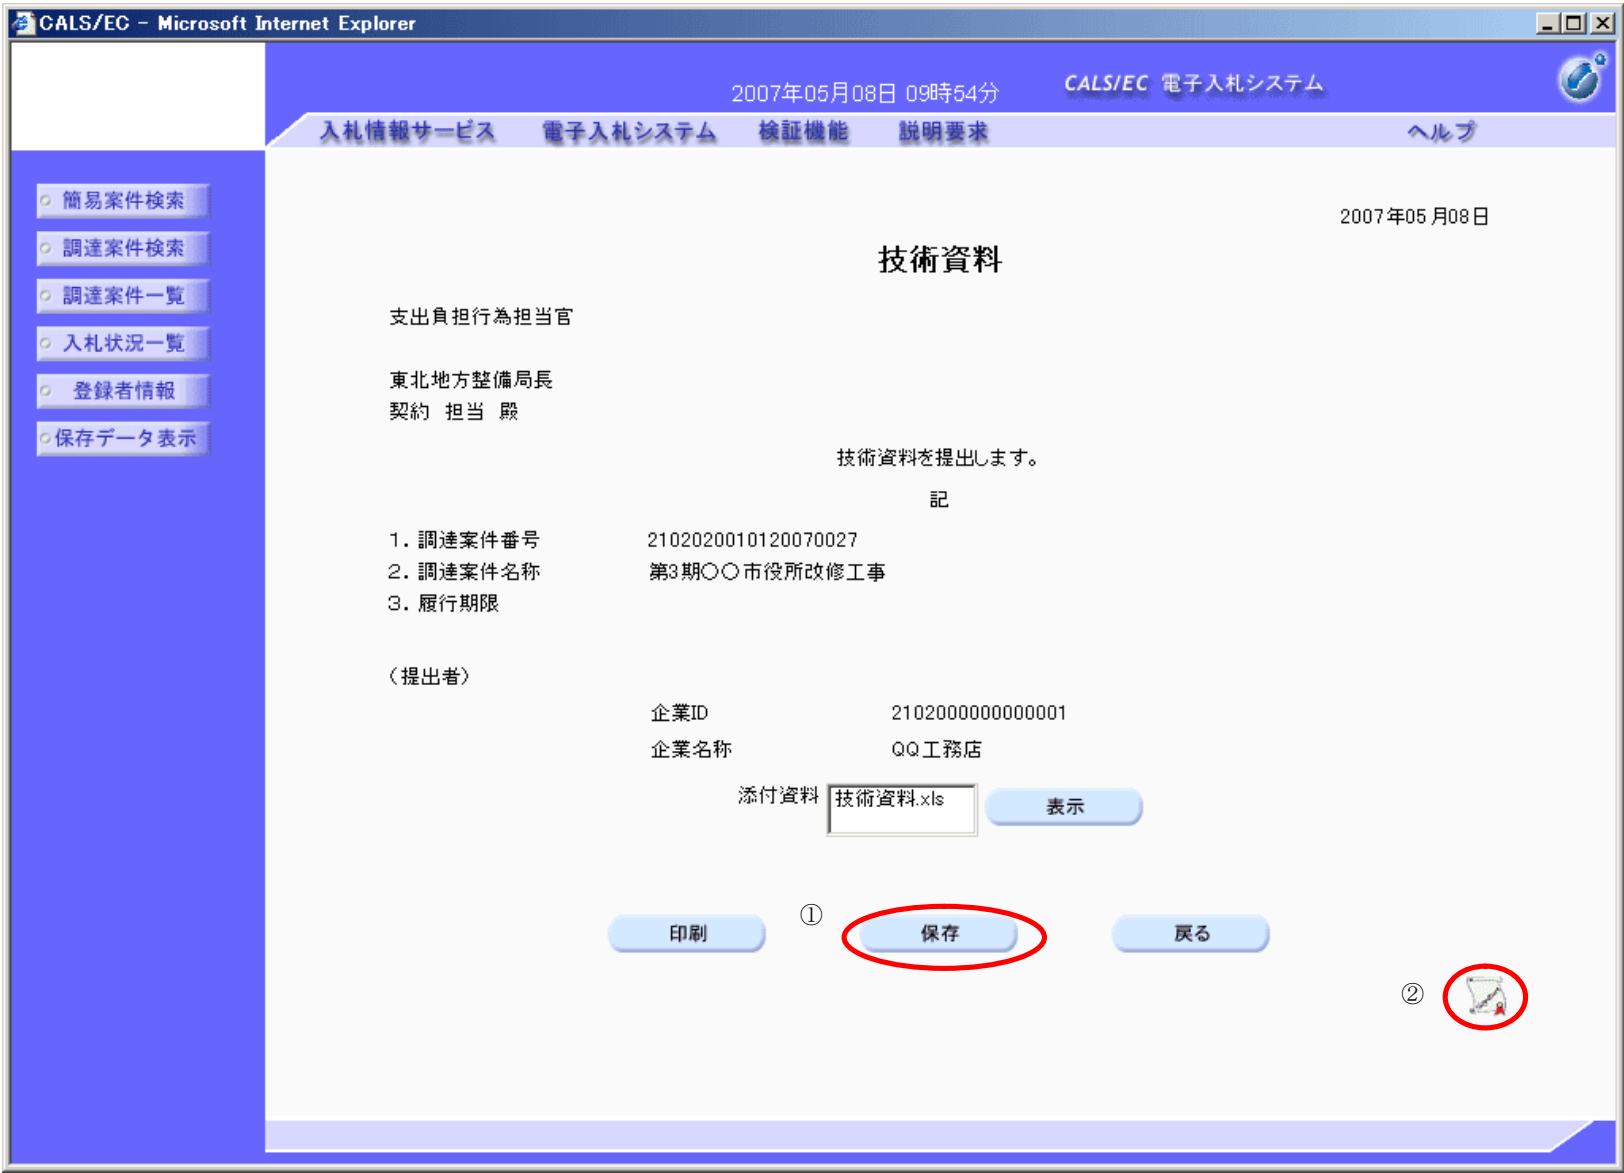 CALS/EC - Microsoft Internet Explorer
2007年05月08日 09時54分
CALS/EC 電子入札システム
入札情報サービス 電子入札システム 検証機能 説明要求 ヘルプ
簡易案件検索
調達案件検索
調達案件一覧
入札状況一覧
登録者情報
保存データ表示
2007年05月08日
技術資料
支出負担行為担当官
東北地方整備局長
契約 担当 殿
技術資料を提出します。
記
1. 調達案件番号 2102020010120070027
2. 調達案件名称 第3期〇〇市役所改修工事
3. 履行期限
(提出者)
企業ID 2102000000000001
企業名称 QQ工務店
添付資料 技術資料.xls 表示
印刷 ① 保存 戻る
②